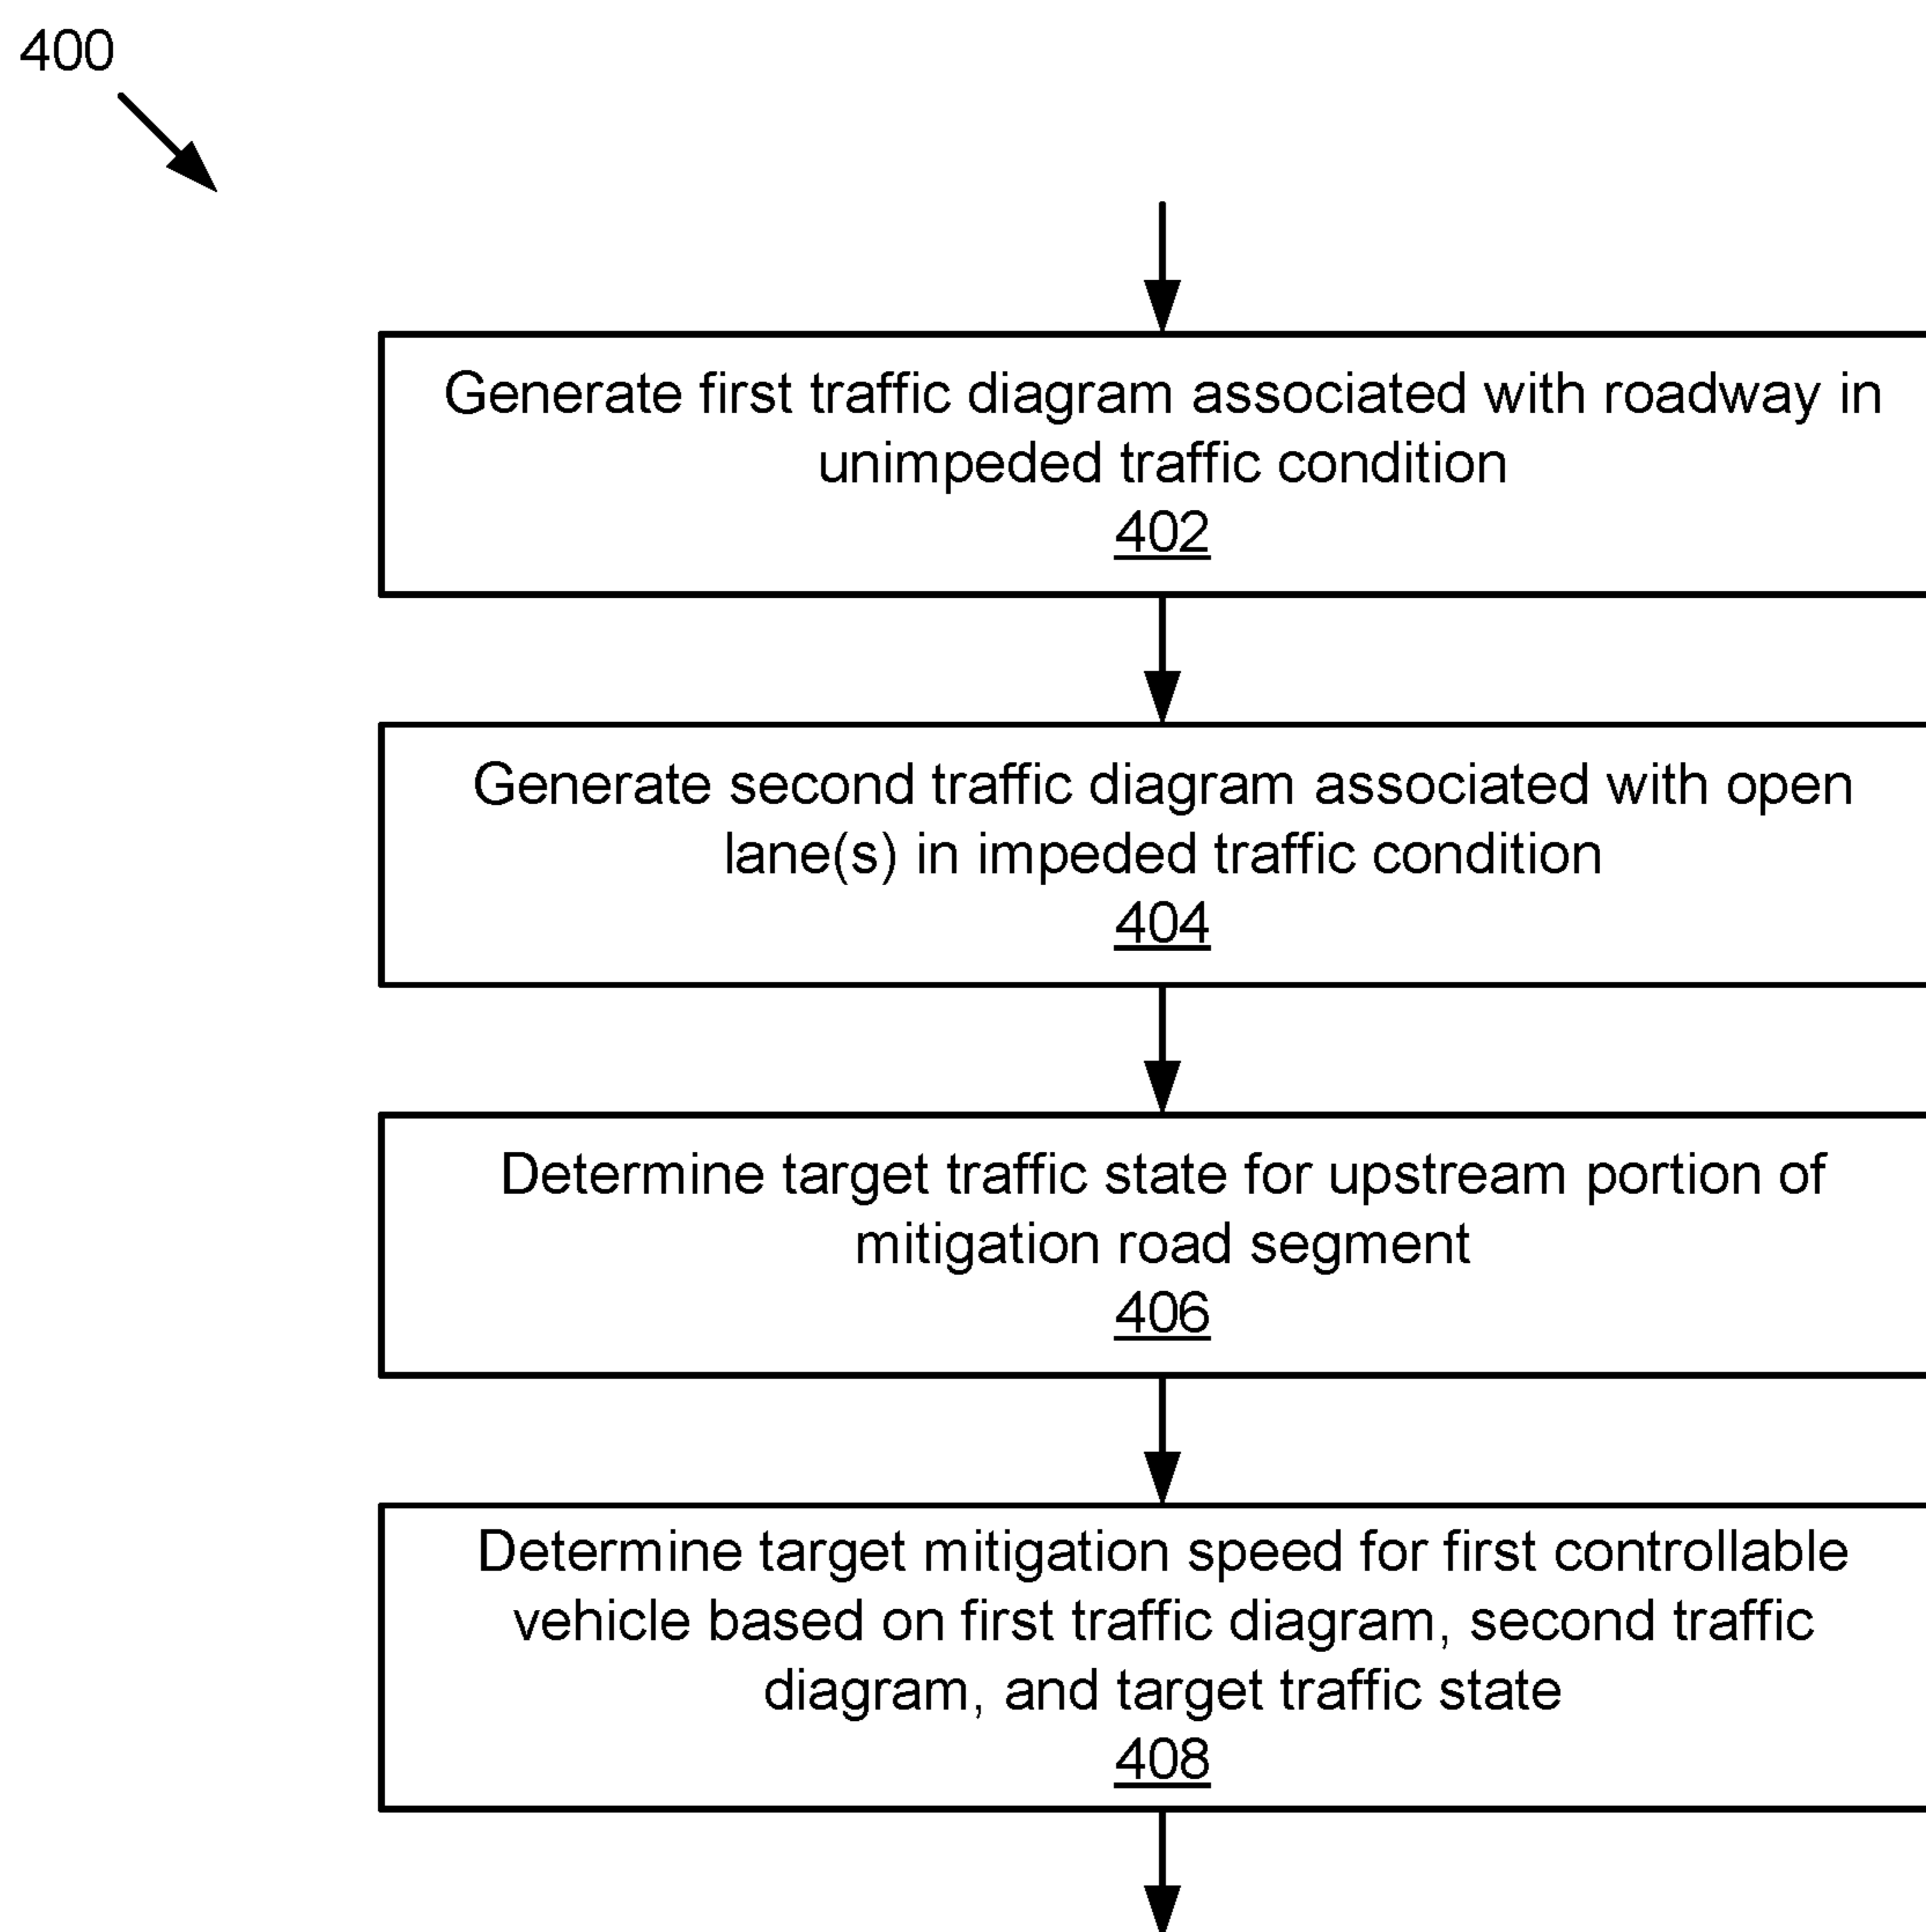 400
Generate first traffic diagram associated with roadway in
unimpeded traffic condition
402
Generate second traffic diagram associated with open
lane(s) in impeded traffic condition
404
Determine target traffic state for upstream portion of
mitigation road segment
406
Determine target mitigation speed for first controllable
vehicle based on first traffic diagram, second traffic
diagram, and target traffic state
408